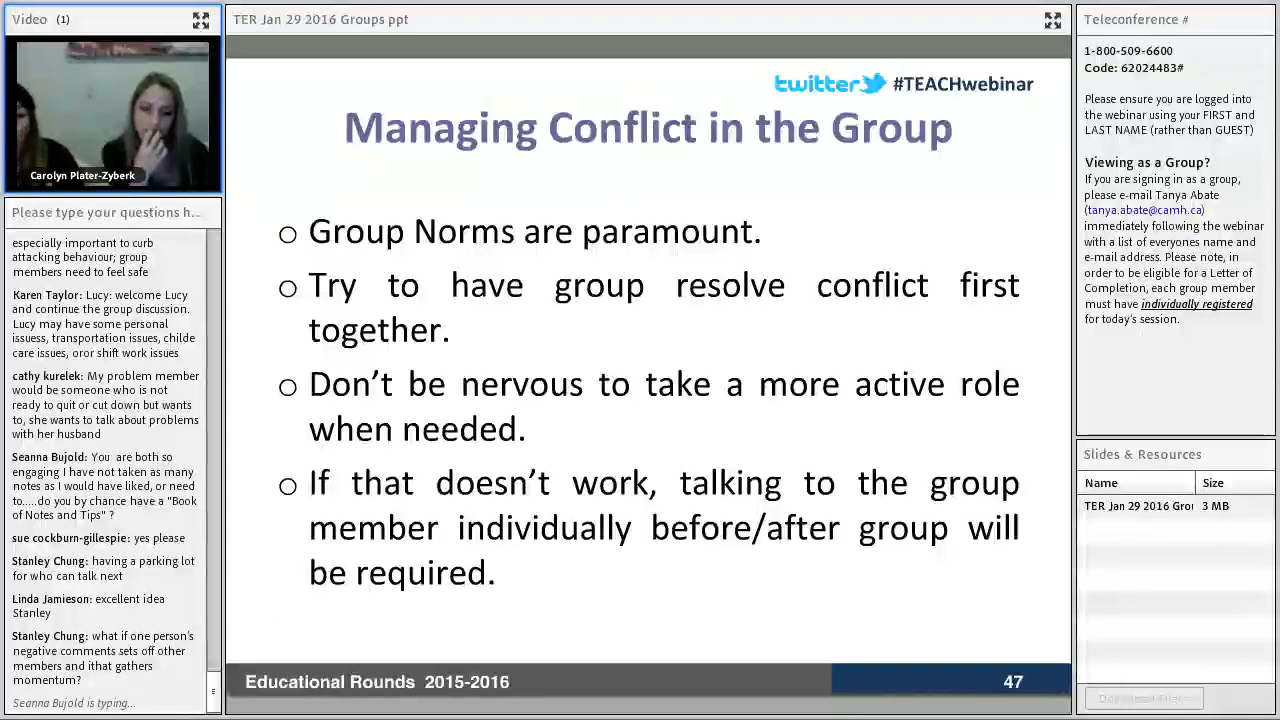 Video (1)
Carolyn Plater-Zyberk
Please type your questions h...
especially important to curb
attacking behaviour; group
members need to feel safe
Karen Taylor: Lucy: welcome Lucy
and continue the group discussion.
Lucy may have some personal
issuess, transportation issues, childe
care issues, oror shift work issues
cathy kurelek: My problem member
would be someone who is not
ready to quit or cut down but wants
to, she wants to talk about problems
with her husband
Seanna Bujold: You are both so
engaging I have not taken as many
notes as I would have liked, or need
to.....do you by chance have a "Book
of Notes and Tips" ?
sue cockburn-gillespie: yes please
Stanley Chung: having a parking lot
for who can talk next
Linda Jamieson: excellent idea
Stanley
Stanley Chung: what if one person's
negative comments sets off other
members and ithat gathers
momentum?
Seanna Bujold is typing...
TER Jan 29 2016 Groups ppt
twitter #TEACHwebinar
Managing Conflict in the Group
o Group Norms are paramount.
o Try to have group resolve conflict first
together.
o Don't be nervous to take a more active role
when needed.
o If that doesn't work, talking to the group
member individually before/after group will
be required.
Educational Rounds 2015-2016
47
Teleconference #
1-800-509-6600
Code: 62024483#
Please ensure you are logged into
the webinar using your FIRST and
LAST NAME (rather than GUEST)
Viewing as a Group?
If you are signing in as a group,
please e-mail Tanya Abate
(tanya.abate@camh.ca)
immediately following the webinar
with a list of everyones name and
e-mail address. Please note, in
order to be eligible for a Letter of
Completion, each group member
must have individually registered
for today's session.
Slides & Resources
Name Size
TER Jan 29 2016 Gro 3 MB